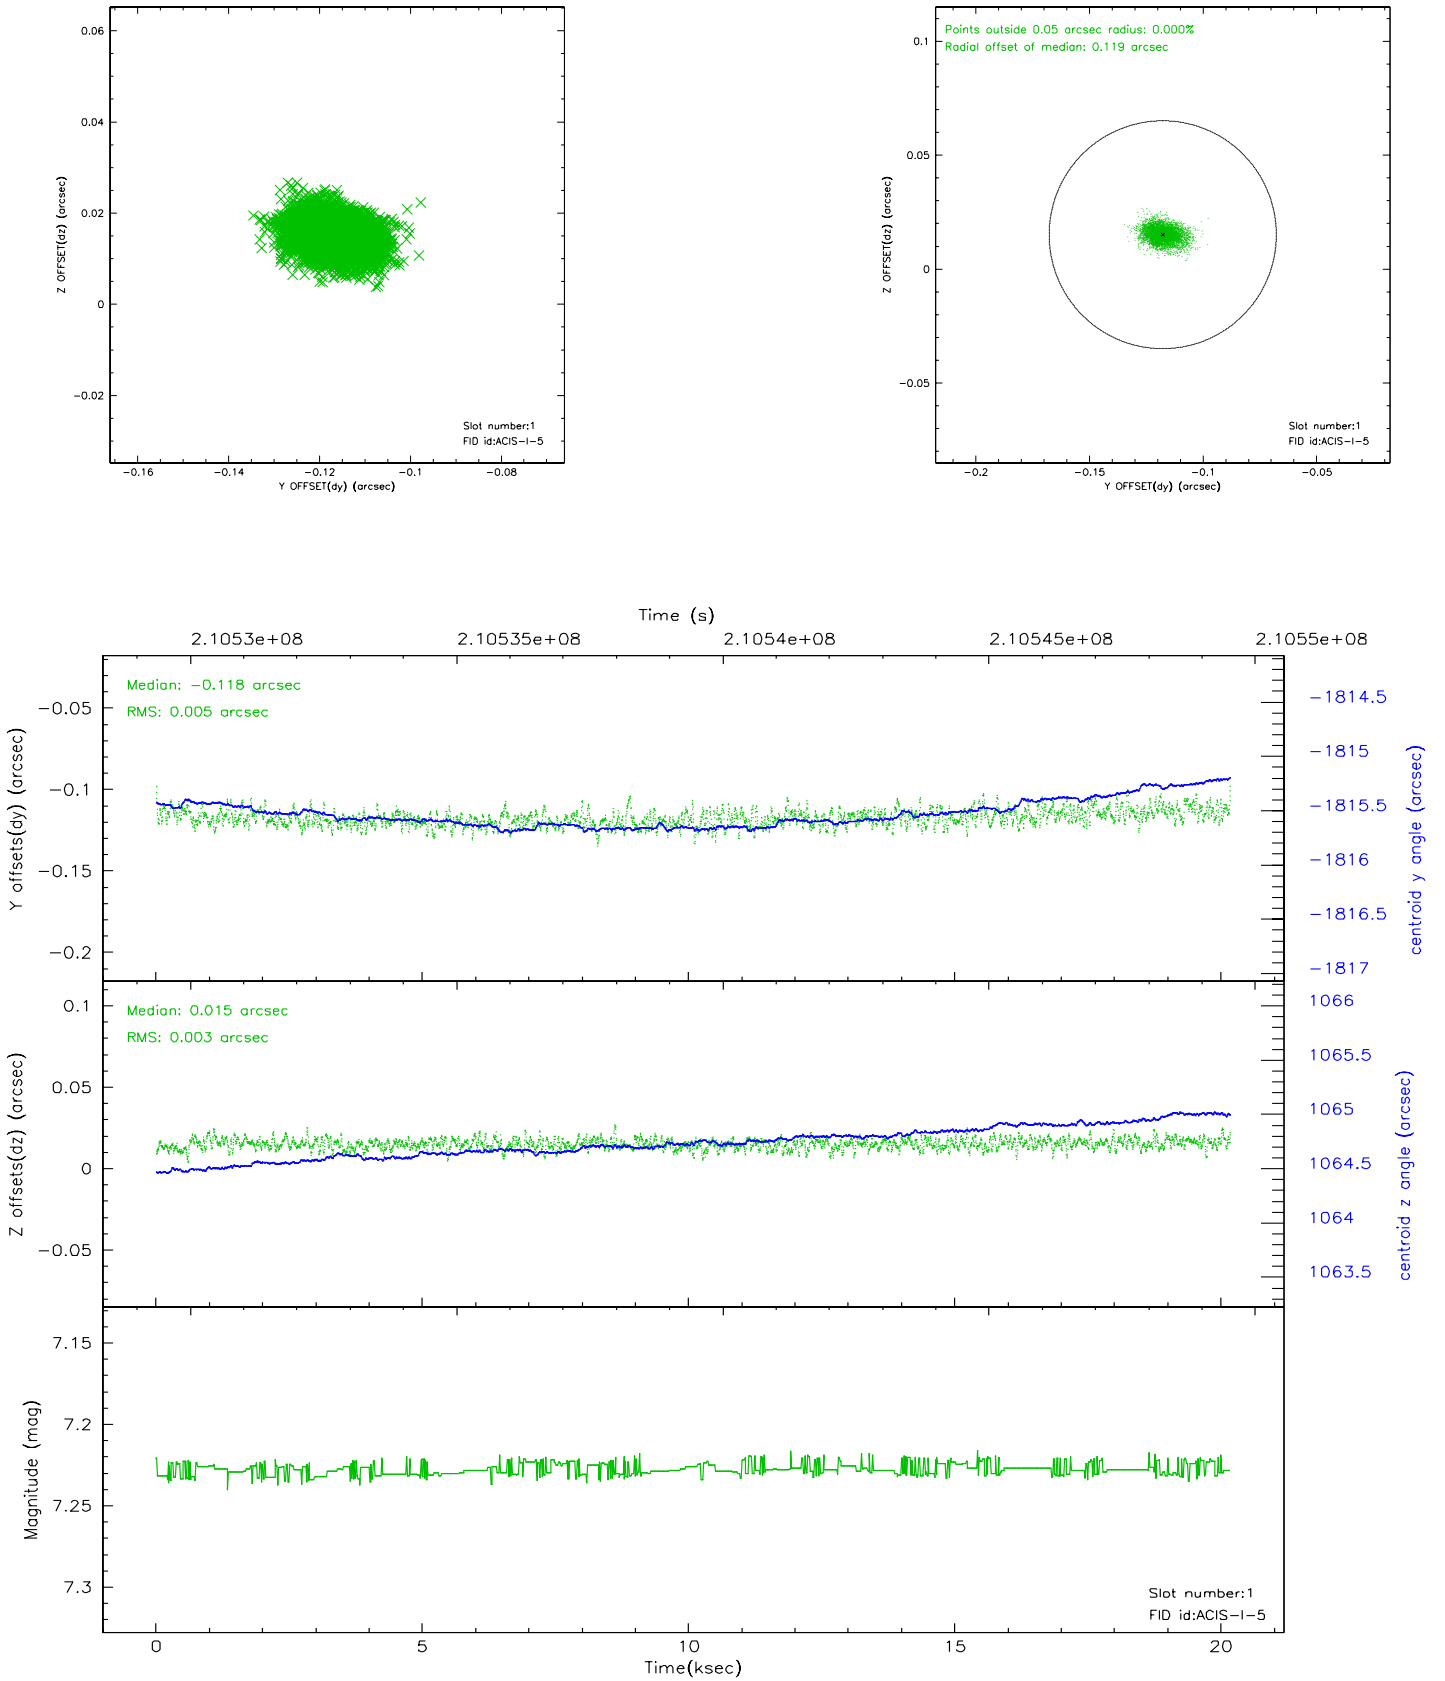 0.06
0.04
0.02
0
−0.02
Z OFFSET(dz) (arcsec)
Slot number:1
FID id:ACIS−I−5
−0.16 −0.14 −0.12 −0.1 −0.08
Y OFFSET(dy) (arcsec)
Points outside 0.05 arcsec radius: 0.000%
Radial offset of median: 0.119 arcsec
0.1
0.05
0
−0.05
Z OFFSET(dz) (arcsec)
Slot number:1
FID id:ACIS−I−5
−0.2 −0.15 −0.1 −0.05
Y OFFSET(dy) (arcsec)
Time (s)
2.1053e+08 2.10535e+08 2.1054e+08 2.10545e+08 2.1055e+08
Median: −0.118 arcsec
RMS: 0.005 arcsec
−0.05
−0.1
−0.15
−0.2
Y offsets(dy) (arcsec)
−1814.5
−1815
−1815.5
−1816
−1816.5
−1817
centroid y angle (arcsec)
Median: 0.015 arcsec
RMS: 0.003 arcsec
0.1
0.05
0
−0.05
Z offsets(dz) (arcsec)
1066
1065.5
1065
1064.5
1064
1063.5
centroid z angle (arcsec)
7.15
7.2
7.25
7.3
Magnitude (mag)
Slot number:1
FID id:ACIS−I−5
0 5 10 15 20
Time(ksec)